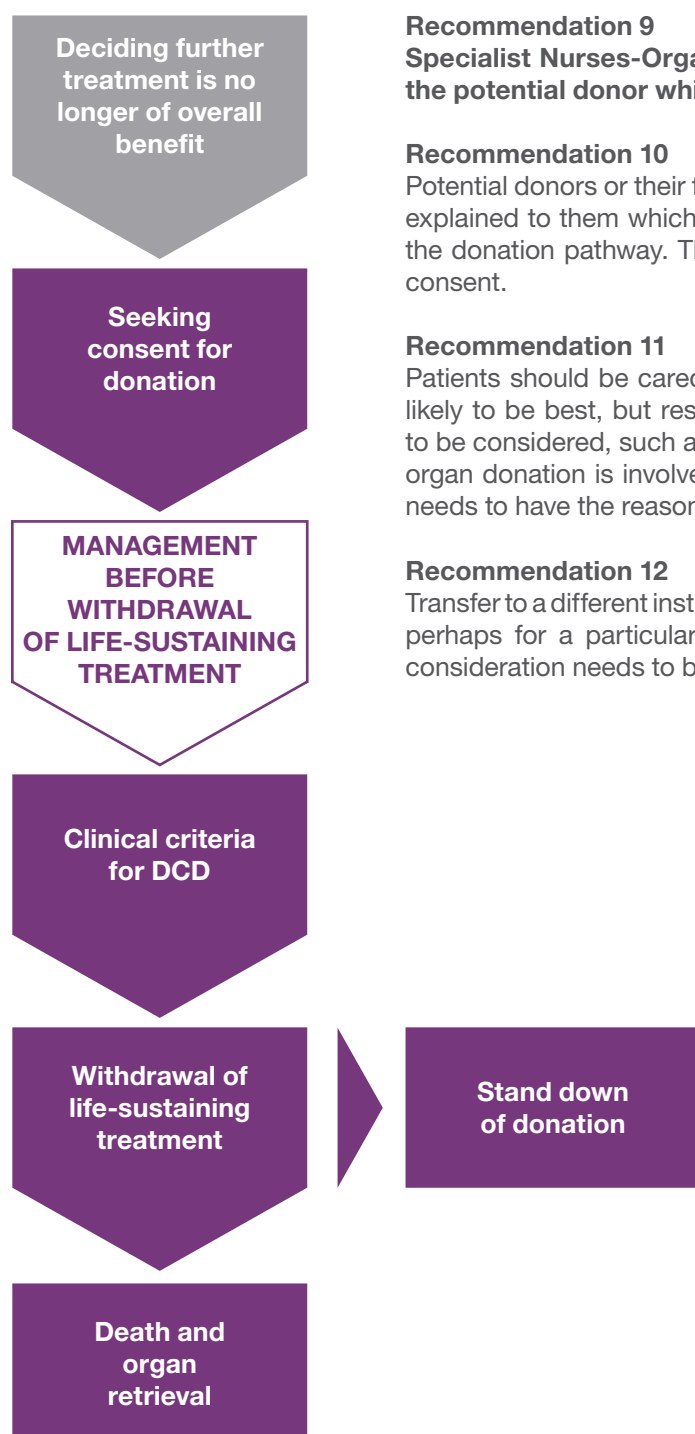 Deciding further
treatment is no
longer of overall
benefit
Seeking
consent for
donation
MANAGEMENT
BEFORE
WITHDRAWAL
OF LIFE-SUSTAINING
TREATMENT
Clinical criteria
for DCD
Withdrawal of
life-sustaining
treatment
Stand down
of donation
Death and
organ
retrieval
Recommendation 9
Specialist Nurses-Orga
the potential donor whi
Recommendation 10
Potential donors or their f
explained to them which
the donation pathway. Th
consent.
Recommendation 11
Patients should be cared
likely to be best, but res
to be considered, such a
organ donation is involve
needs to have the reason
Recommendation 12
Transfer to a different inst
perhaps for a particular
consideration needs to b